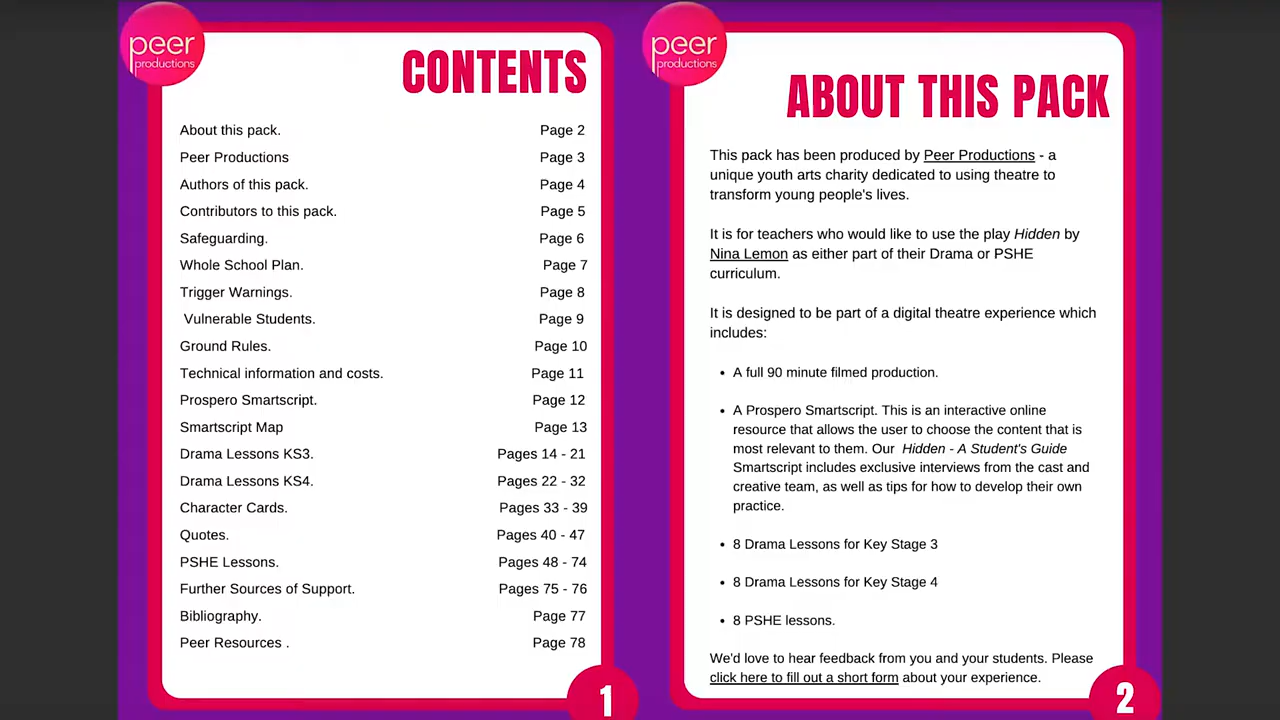 peer
productions
CONTENTS
About this pack. Page 2
Peer Productions Page 3
Authors of this pack. Page 4
Contributors to this pack. Page 5
Safeguarding. Page 6
Whole School Plan. Page 7
Trigger Warnings. Page 8
Vulnerable Students. Page 9
Ground Rules. Page 10
Technical information and costs. Page 11
Prospero Smartscript. Page 12
Smartscript Map Page 13
Drama Lessons KS3. Pages 14 - 21
Drama Lessons KS4. Pages 22 - 32
Character Cards. Pages 33 - 39
Quotes. Pages 40 - 47
PSHE Lessons. Pages 48 - 74
Further Sources of Support. Pages 75 - 76
Bibliography. Page 77
Peer Resources . Page 78
1
peer
productions
ABOUT THIS PACK
This pack has been produced by Peer Productions - a
unique youth arts charity dedicated to using theatre to
transform young people's lives.
It is for teachers who would like to use the play Hidden by
Nina Lemon as either part of their Drama or PSHE
curriculum.
It is designed to be part of a digital theatre experience which
includes:
• A full 90 minute filmed production.
• A Prospero Smartscript. This is an interactive online
resource that allows the user to choose the content that is
most relevant to them. Our Hidden - A Student's Guide
Smartscript includes exclusive interviews from the cast and
creative team, as well as tips for how to develop their own
practice.
• 8 Drama Lessons for Key Stage 3
• 8 Drama Lessons for Key Stage 4
• 8 PSHE lessons.
We'd love to hear feedback from you and your students. Please
click here to fill out a short form about your experience.
2